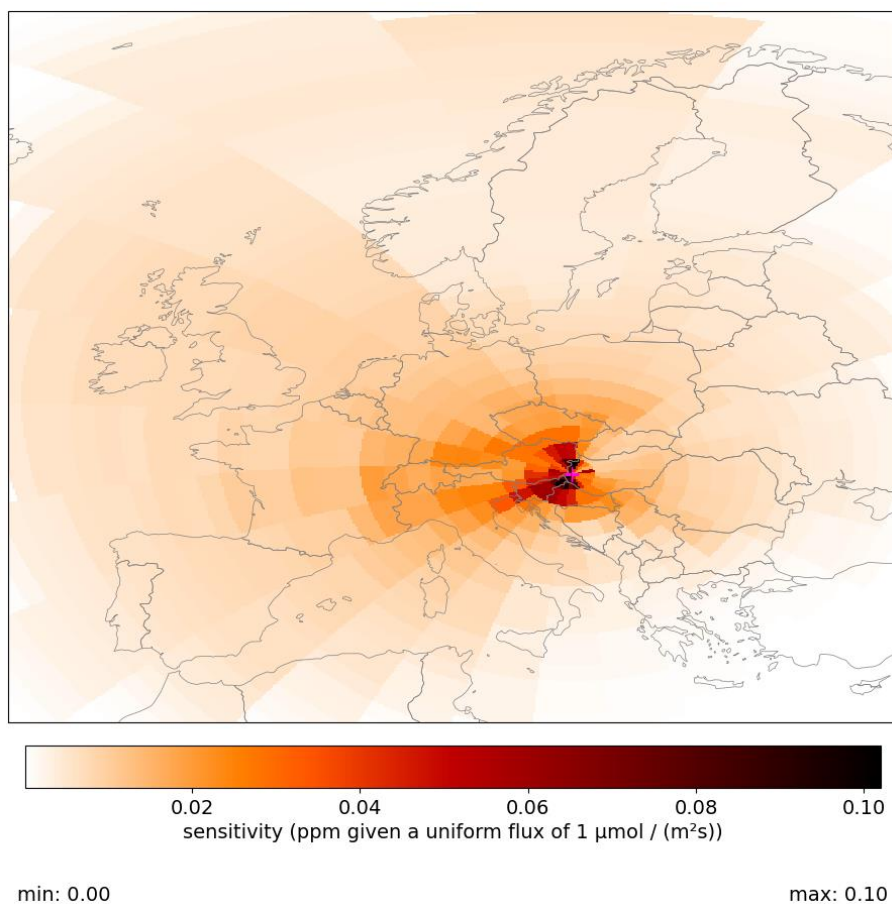 0.02 0.04 0.06 0.08 0.10
sensitivity (ppm given a uniform flux of 1 μmol / (m²s))
min: 0.00 max: 0.10